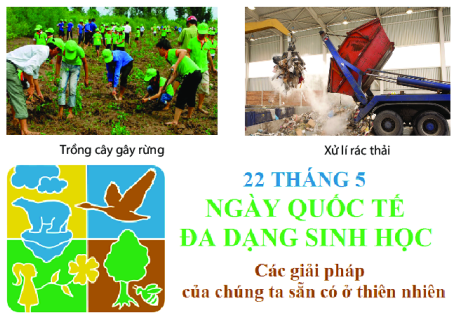 Trồng cây gây rừng
Xử lí rác thải
22 THÁNG 5
NGÀY QUỐC TẾ
ĐA DẠNG SINH HỌC
Các giải pháp
của chúng ta sẵn có ở thiên nhiên